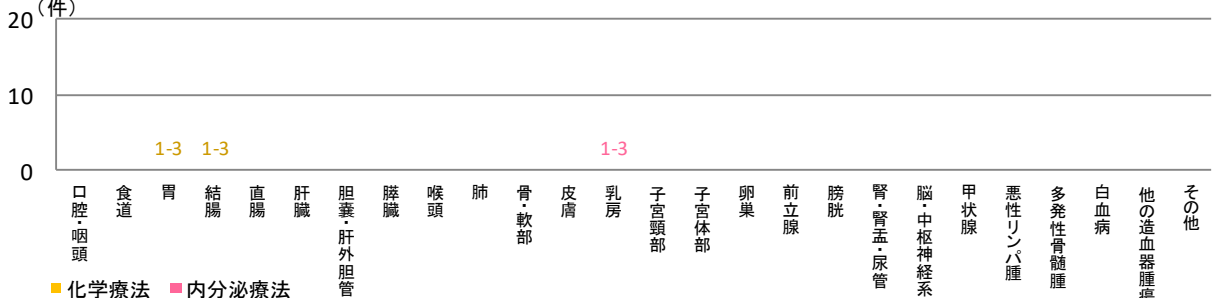 (件)
20
10
0
1-3
1-3
1-3
口腔・咽頭
食道
胃
結腸
直腸
肝臓
胆嚢・肝外胆管
膵臓
喉頭
肺
骨・軟部
皮膚
乳房
子宮頸部
子宮体部
卵巣
前立腺
膀胱
腎・腎盂・尿管
脳・中枢神経系
甲状腺
悪性リンパ腫
多発性骨髄腫
白血病
他の造血器腫瘍
その他
化学療法
内分泌療法